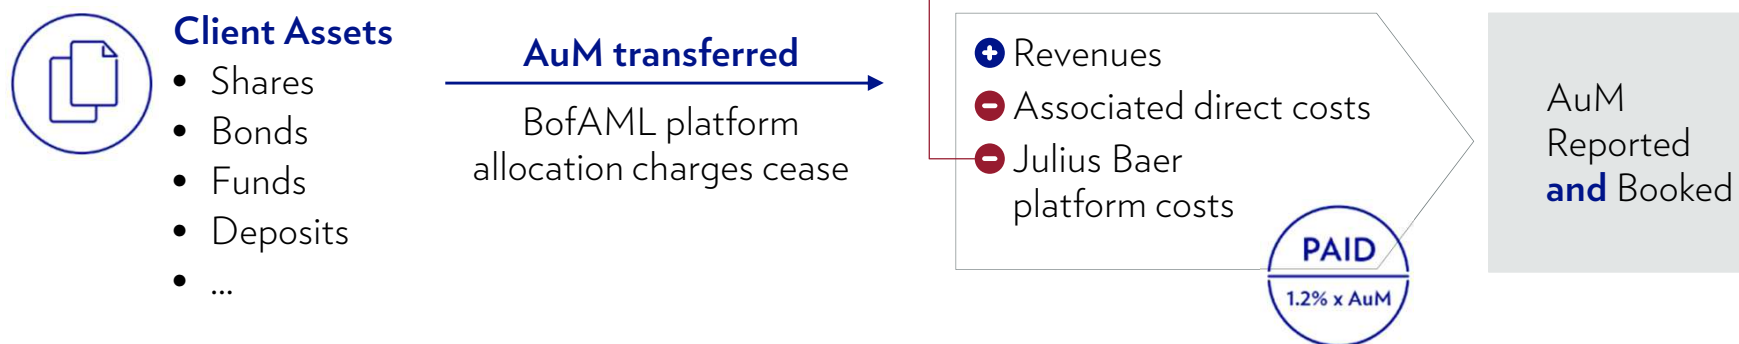 Client Assets
• Shares
• Bonds
• Funds
• Deposits
• ...
AuM transferred
BofAML platform
allocation charges cease
Revenues
Associated direct costs
Julius Baer
platform costs
PAID
1.2% x AuM
AuM
Reported
and Booked